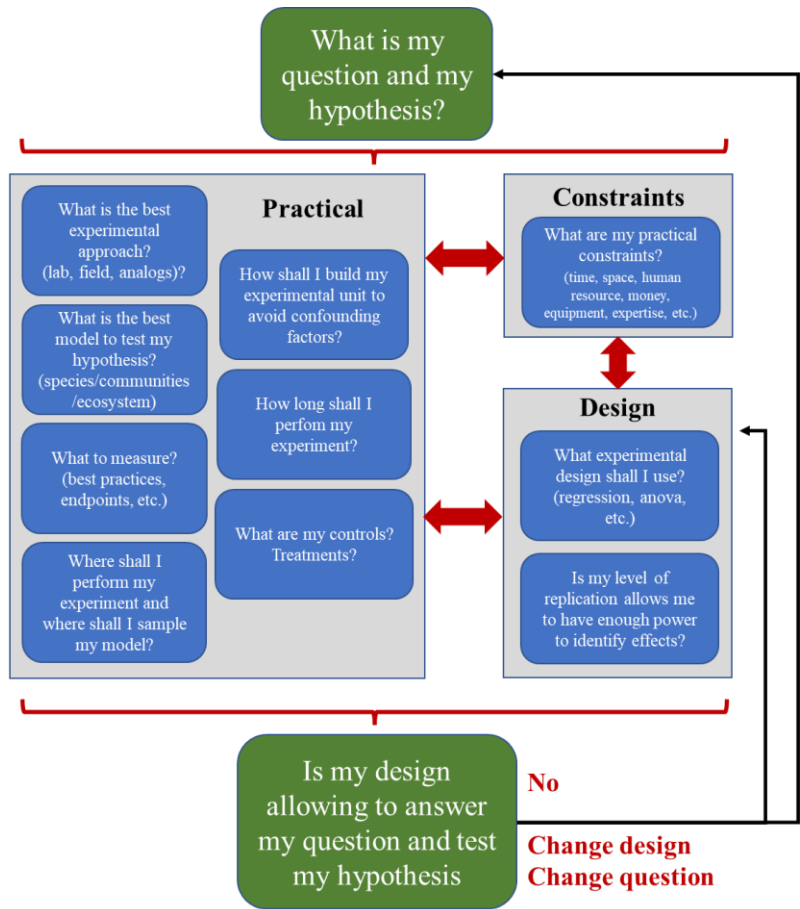 What is my
question and my
hypothesis?
Practical
What is the best
experimental
approach?
(lab, field, analogs)?
What is the best
model to test my
hypothesis?
(species/communities
/ecosystem)
What to measure?
(best practices,
endpoints, etc.)
Where shall I
perform my
experiment and
where shall I sample
my model?
How shall I build my
experimental unit to
avoid confounding
factors?
How long shall I
perfom my
experiment?
What are my controls?
Treatments?
Constraints
What are my practical
constraints?
(time, space, human
resource, money,
equipment, expertise, etc.)
Design
What experimental
design shall I use?
(regression, anova,
etc.)
Is my level of
replication allows me
to have enough power
to identify effects?
Is my design
allowing to answer
my question and test
my hypothesis
No
Change design
Change question